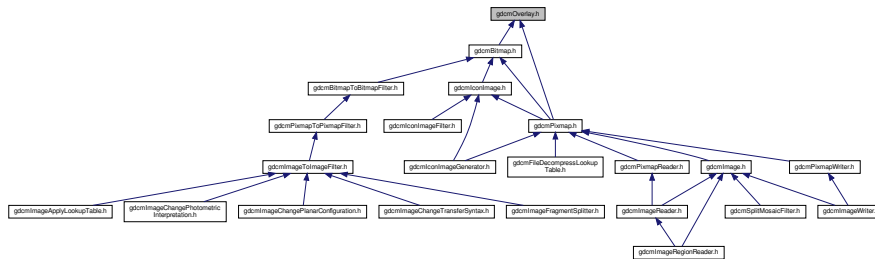 gdcmOverlay.h
gdcmBitmap.h
gdcmBitmapToBitmapFilter.h
gdcmIconImage.h
gdcmPixmapToPixmapFilter.h
gdcmIconImageFilter.h
gdcmPixmap.h
gdcmImageToImageFilter.h
gdcmIconImageGenerator.h
gdcmFileDecompressLookup
Table.h
gdcmPixmapReader.h
gdcmImage.h
gdcmPixmapWriter.h
gdcmImageApplyLookupTable.h
gdcmImageChangePhotometric
Interpretation.h
gdcmImageChangePlanarConfiguration.h
gdcmImageChangeTransferSyntax.h
gdcmImageFragmentSplitter.h
gdcmImageReader.h
gdcmSplitMosaicFilter.h
gdcmImageWriter.
gdcmImageRegionReader.h